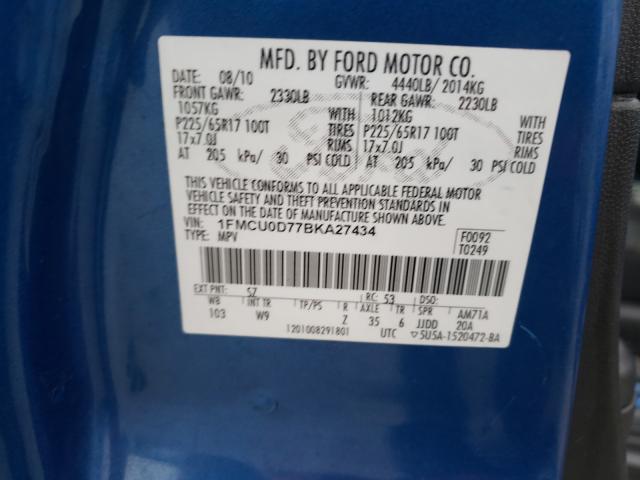 MFD. BY FORD MOTOR CO.
DATE: 08/10 GVWR: 4440LB/ 2014KG
FRONT GAWR: 2330LB REAR GAWR: 2230LB
1057KG WITH 1012KG WITH
P225/65R17 100T TIRES P225/65R17 100T TIRES
17x7.0J RIMS 17x7.0J RIMS
AT 205 kPa/ 30 PSI COLD AT 205 kPa/ 30 PSI COLD
THIS VEHICLE CONFORMS TO ALL APPLICABLE FEDERAL MOTOR
VEHICLE SAFETY AND THEFT PREVENTION STANDARDS IN
EFFECT ON THE DATE OF MANUFACTURE SHOWN ABOVE.
VIN: 1FMCU0D77BKA27434 F0092
TYPE: MPV T0249
EXT PNT: SZ RC: 53 DSO:
WB INT TR TP/PS R AXLE TR SPR AM71A
103 W9 Z 35 6 JJDD 20A
1201008291801 UTC ▽5U5A-1520472-BA
Ford